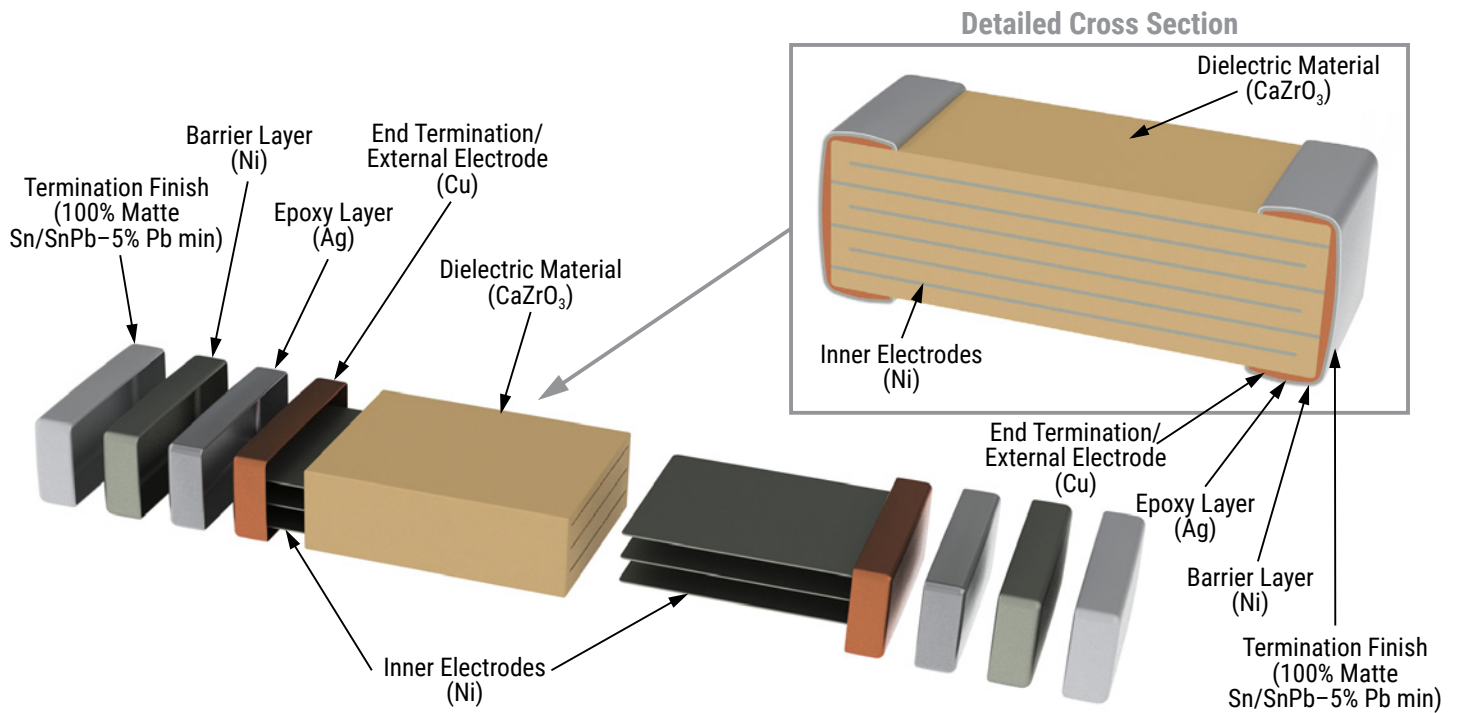 Detailed Cross Section
Dielectric Material
(CaZrO₃)
Inner Electrodes
(Ni)
End Termination/
External Electrode
(Cu)
Epoxy Layer
(Ag)
Barrier Layer
(Ni)
Termination Finish
(100% Matte
Sn/SnPb–5% Pb min)
Termination Finish
(100% Matte
Sn/SnPb–5% Pb min)
Barrier Layer
(Ni)
Epoxy Layer
(Ag)
End Termination/
External Electrode
(Cu)
Dielectric Material
(CaZrO₃)
Inner Electrodes
(Ni)